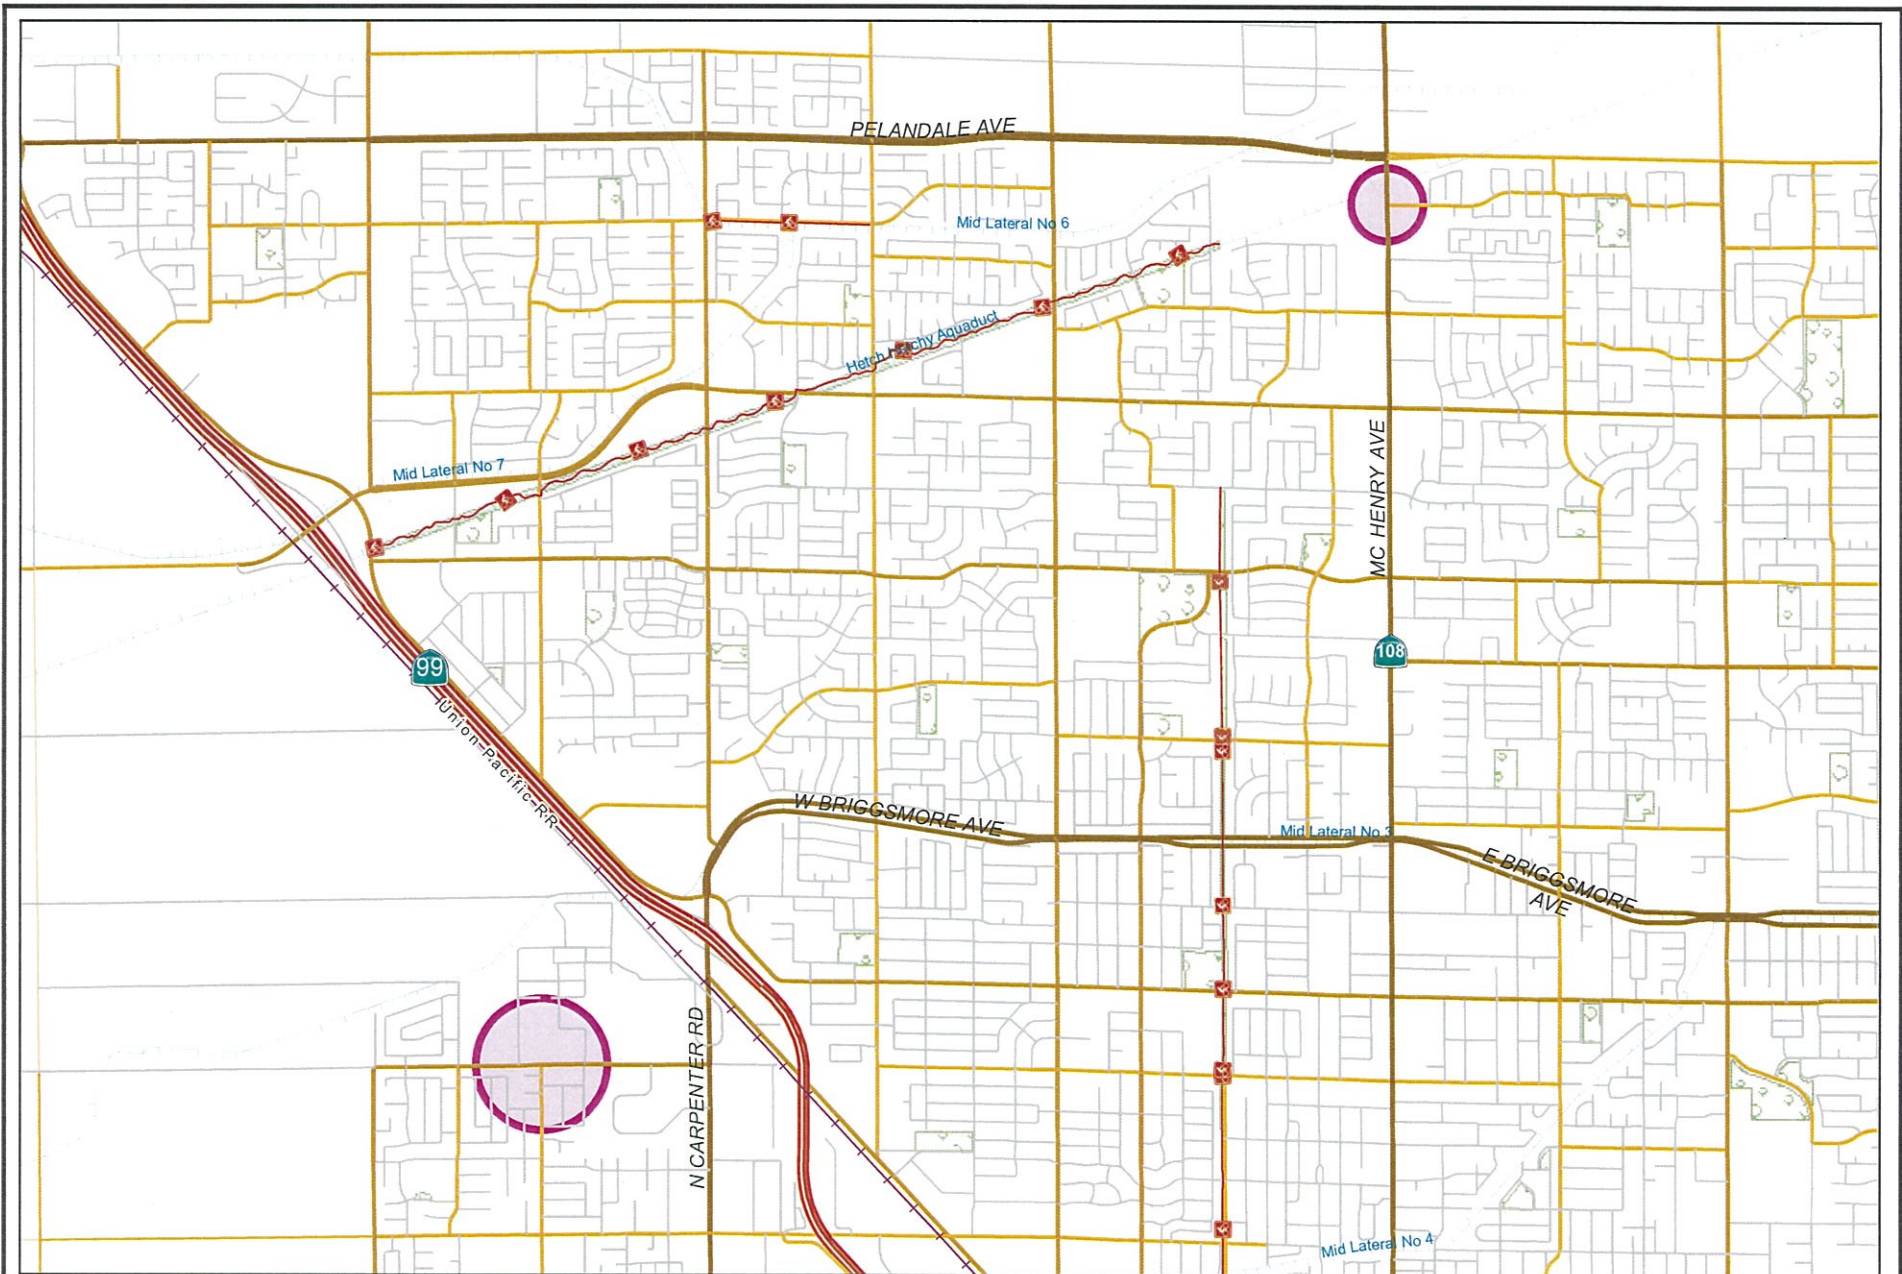 PELANDALE AVE
Mid Lateral No 6
Hetch Hetchy Aquaduct
Mid Lateral No 7
MC HENRY AVE
108
99
Union Pacific RR
W BRIGGSMORE AVE
Mid Lateral No 3
E BRIGGSMORE
AVE
N CARPENTER RD
Mid Lateral No 4